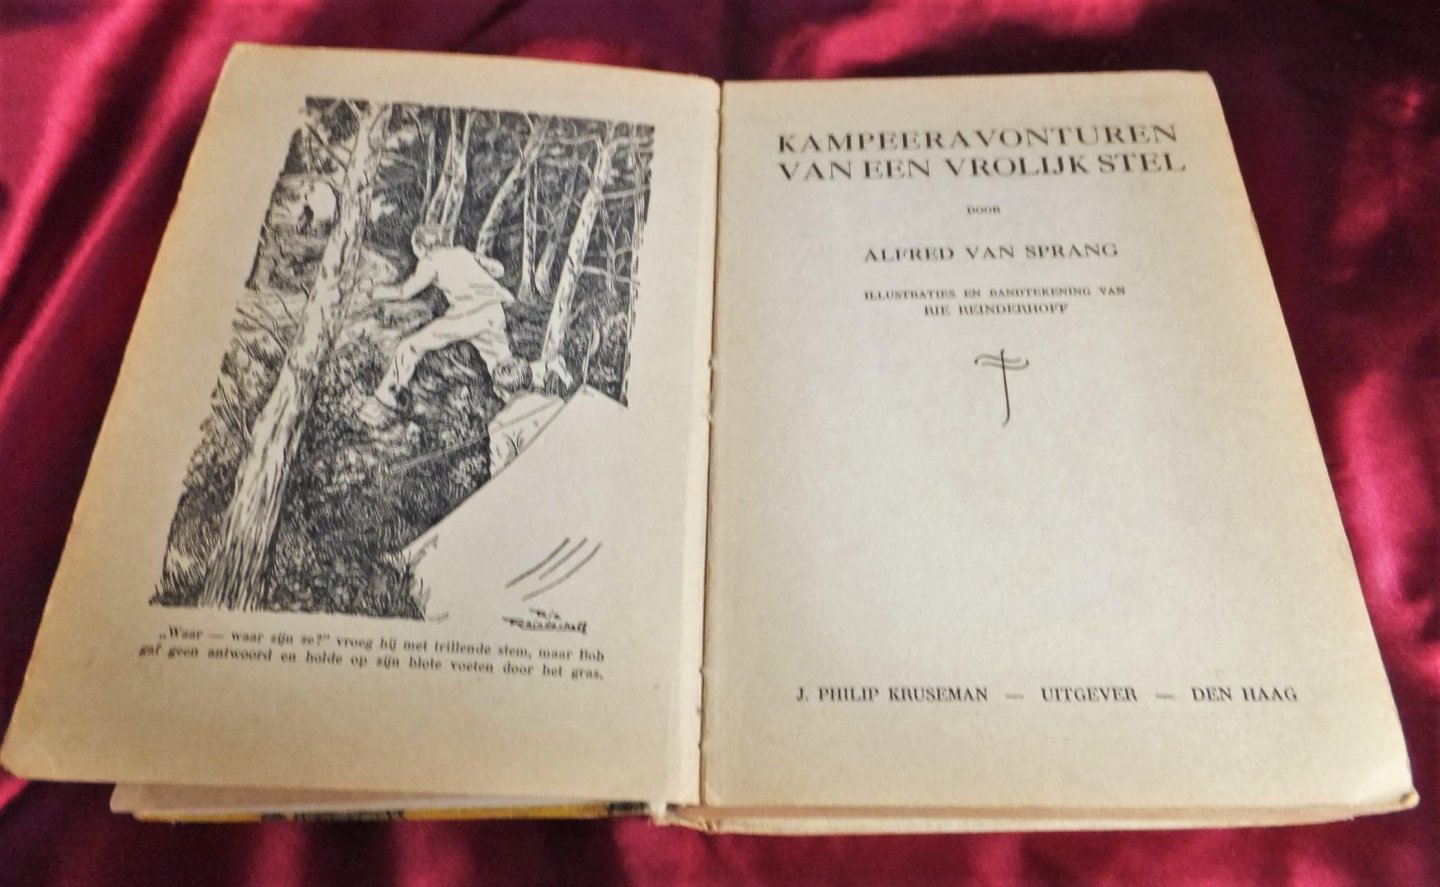 „Waar — waar zijn ze?" vroeg hij met trillende stem, maar Bob
gaf geen antwoord en holde op zijn blote voeten door het gras.
Rie
Reinderhoff
KAMPEERAVONTUREN
VAN EEN VROLIJK STEL
DOOR
ALFRED VAN SPRANG
ILLUSTRATIES EN BANDTEKENING VAN
RIE REINDERHOFF
J. PHILIP KRUSEMAN — UITGEVER — DEN HAAG